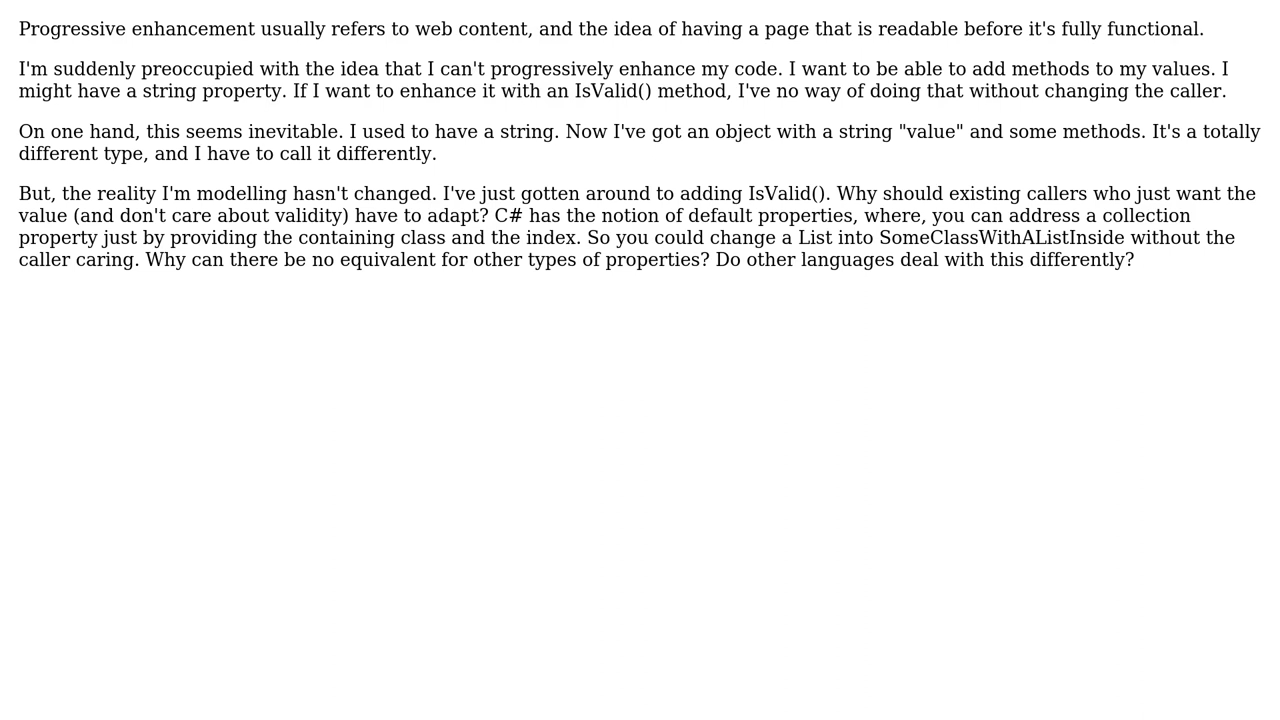 Progressive enhancement usually refers to web content, and the idea of having a page that is readable before it's fully functional.
I'm suddenly preoccupied with the idea that I can't progressively enhance my code. I want to be able to add methods to my values. I
might have a string property. If I want to enhance it with an IsValid() method, I've no way of doing that without changing the caller.
On one hand, this seems inevitable. I used to have a string. Now I've got an object with a string "value" and some methods. It's a totally
different type, and I have to call it differently.
But, the reality I'm modelling hasn't changed. I've just gotten around to adding IsValid(). Why should existing callers who just want the
value (and don't care about validity) have to adapt? C# has the notion of default properties, where, you can address a collection
property just by providing the containing class and the index. So you could change a List into SomeClassWithAListInside without the
caller caring. Why can there be no equivalent for other types of properties? Do other languages deal with this differently?